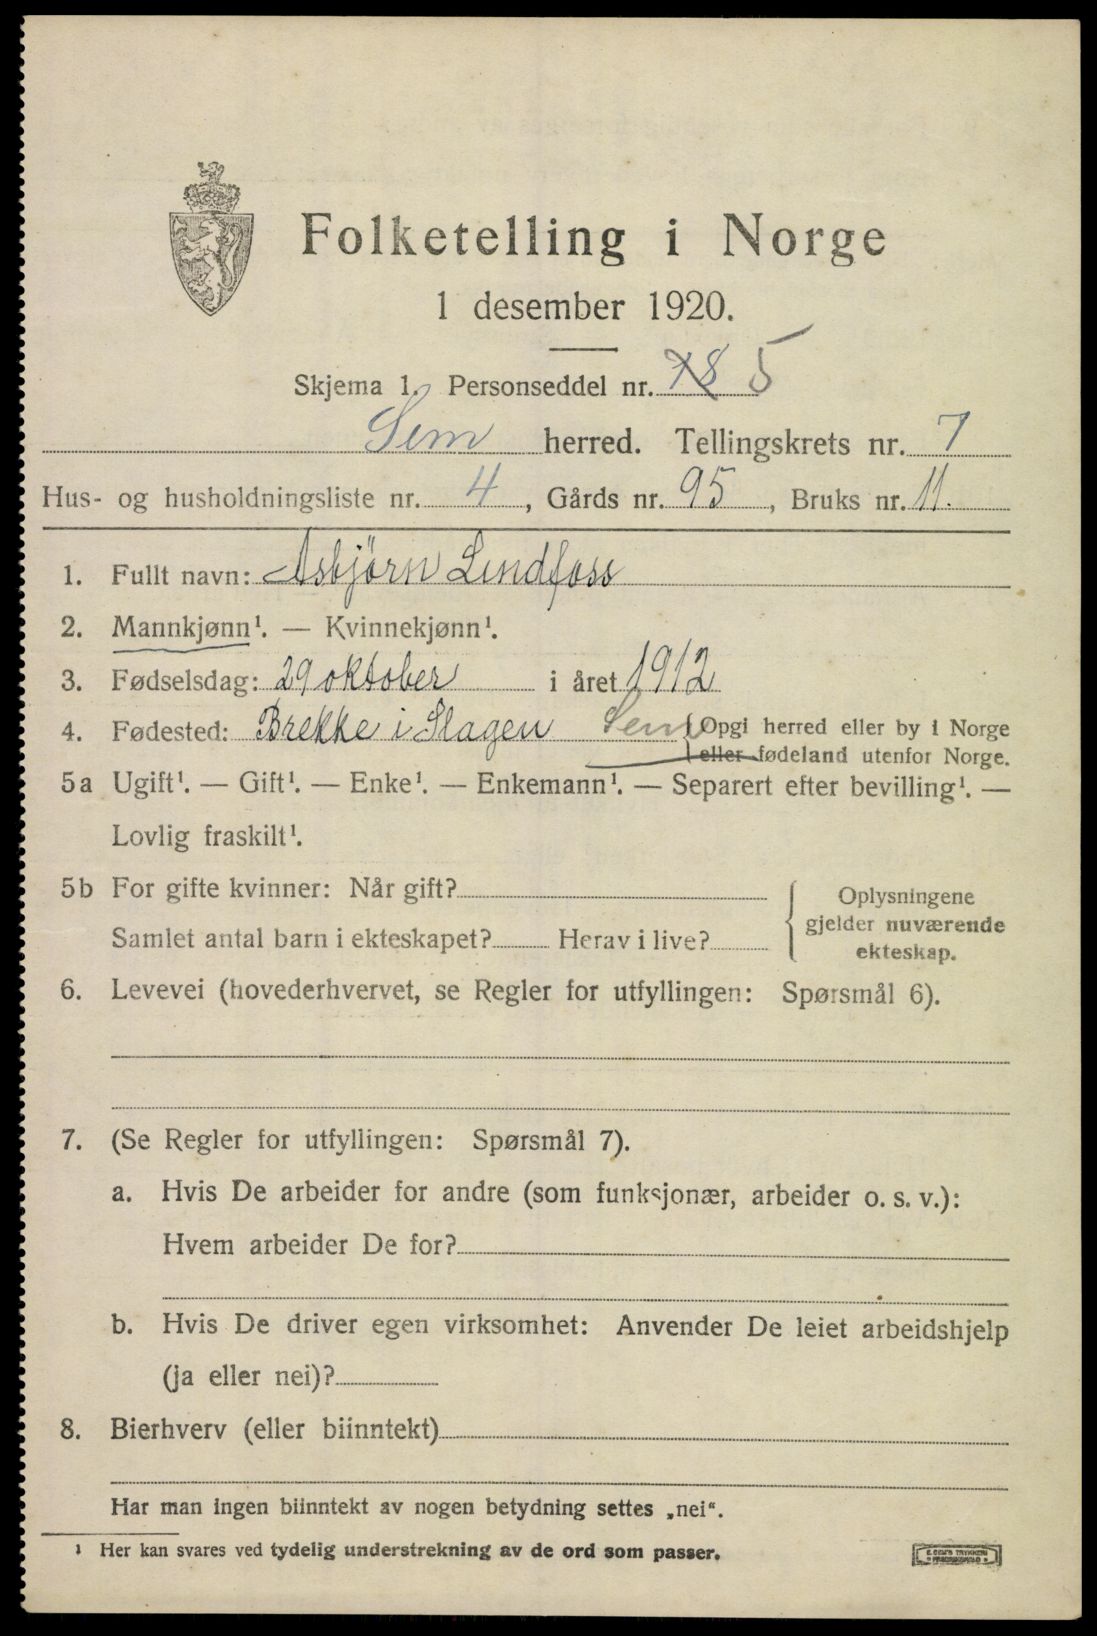 Folketelling i Norge
1 desember 1920.
Skjema 1. Personseddel nr. 78 5
Sem herred. Tellingskrets nr. 7
Hus- og husholdningsliste nr. 4, Gårds nr. 95, Bruks nr. 11.
1. Fullt navn: Asbjørn Lindfoss
2. Mannkjønn¹. — Kvinnekjønn¹.
3. Fødselsdag: 29 oktober i året 1912
4. Fødested: Brekke i Slagen Sem {Opgi herred eller by i Norge
eller fødeland utenfor Norge.
5a Ugift¹. — Gift¹. — Enke¹. — Enkemann¹. — Separert efter bevilling¹. —
Lovlig fraskilt¹.
5b For gifte kvinner: Når gift?
Samlet antal barn i ekteskapet? Herav i live?
{ Oplysningene
gjelder nuværende
ekteskap.
6. Levevei (hovederhvervet, se Regler for utfyllingen: Spørsmål 6).
7. (Se Regler for utfyllingen: Spørsmål 7).
a. Hvis De arbeider for andre (som funksjonær, arbeider o. s. v.):
Hvem arbeider De for?
b. Hvis De driver egen virksomhet: Anvender De leiet arbeidshjelp
(ja eller nei)?
8. Bierhverv (eller biinntekt)
Har man ingen biinntekt av nogen betydning settes „nei“.
¹ Her kan svares ved tydelig understrekning av de ord som passer.